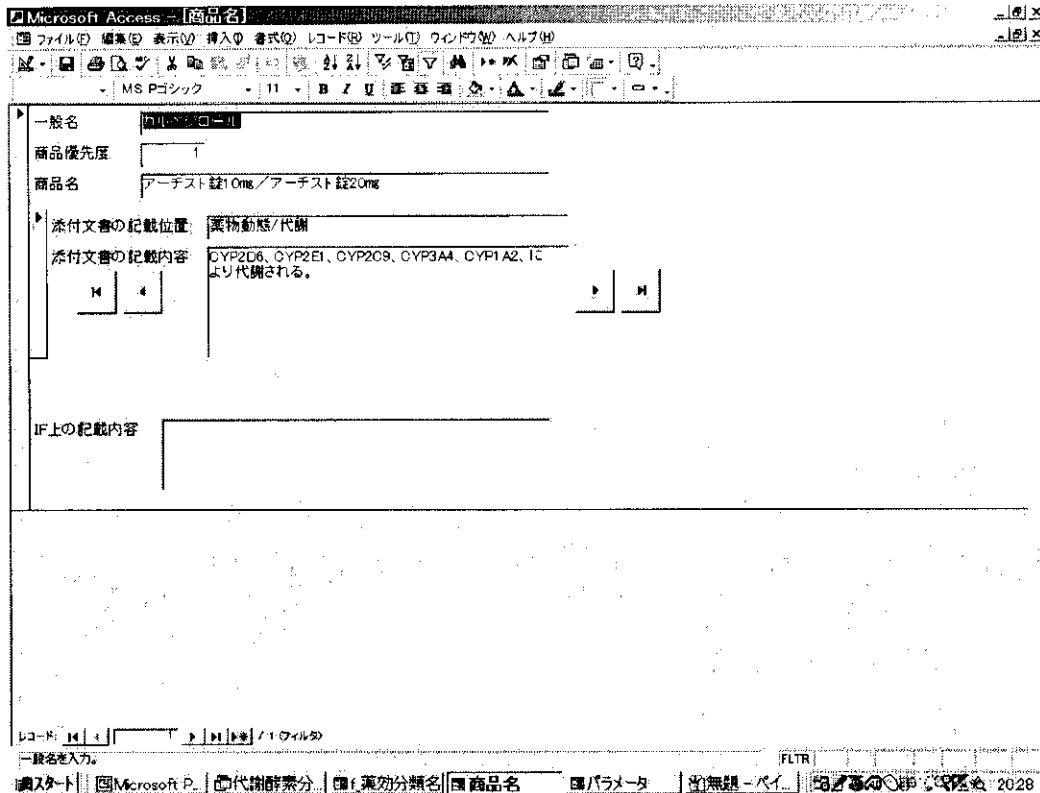 Microsoft Access - [商品名]
ファイル(F) 編集(E) 表示(V) 挿入(I) 書式(O) レコード(R) ツール(T) ウィンドウ(W) ヘルプ(H)
MS Pゴシック 11 B I U
一般名 カルベジロール
商品優先度 1
商品名 アーチスト錠10mg/アーチスト錠20mg
添付文書の記載位置 薬物動態/代謝
添付文書の記載内容 CYP2D6、CYP2E1、CYP2C9、CYP3A4、CYP1A2、に
より代謝される。
IF上の記載内容
レコード: 1 / 1 (フィルタ)
一般名を入力。 FLTR
スタート Microsoft P... 代謝酵素分... f_薬効分類名 商品名 パラメータ 無題 - ペイ... 20:28